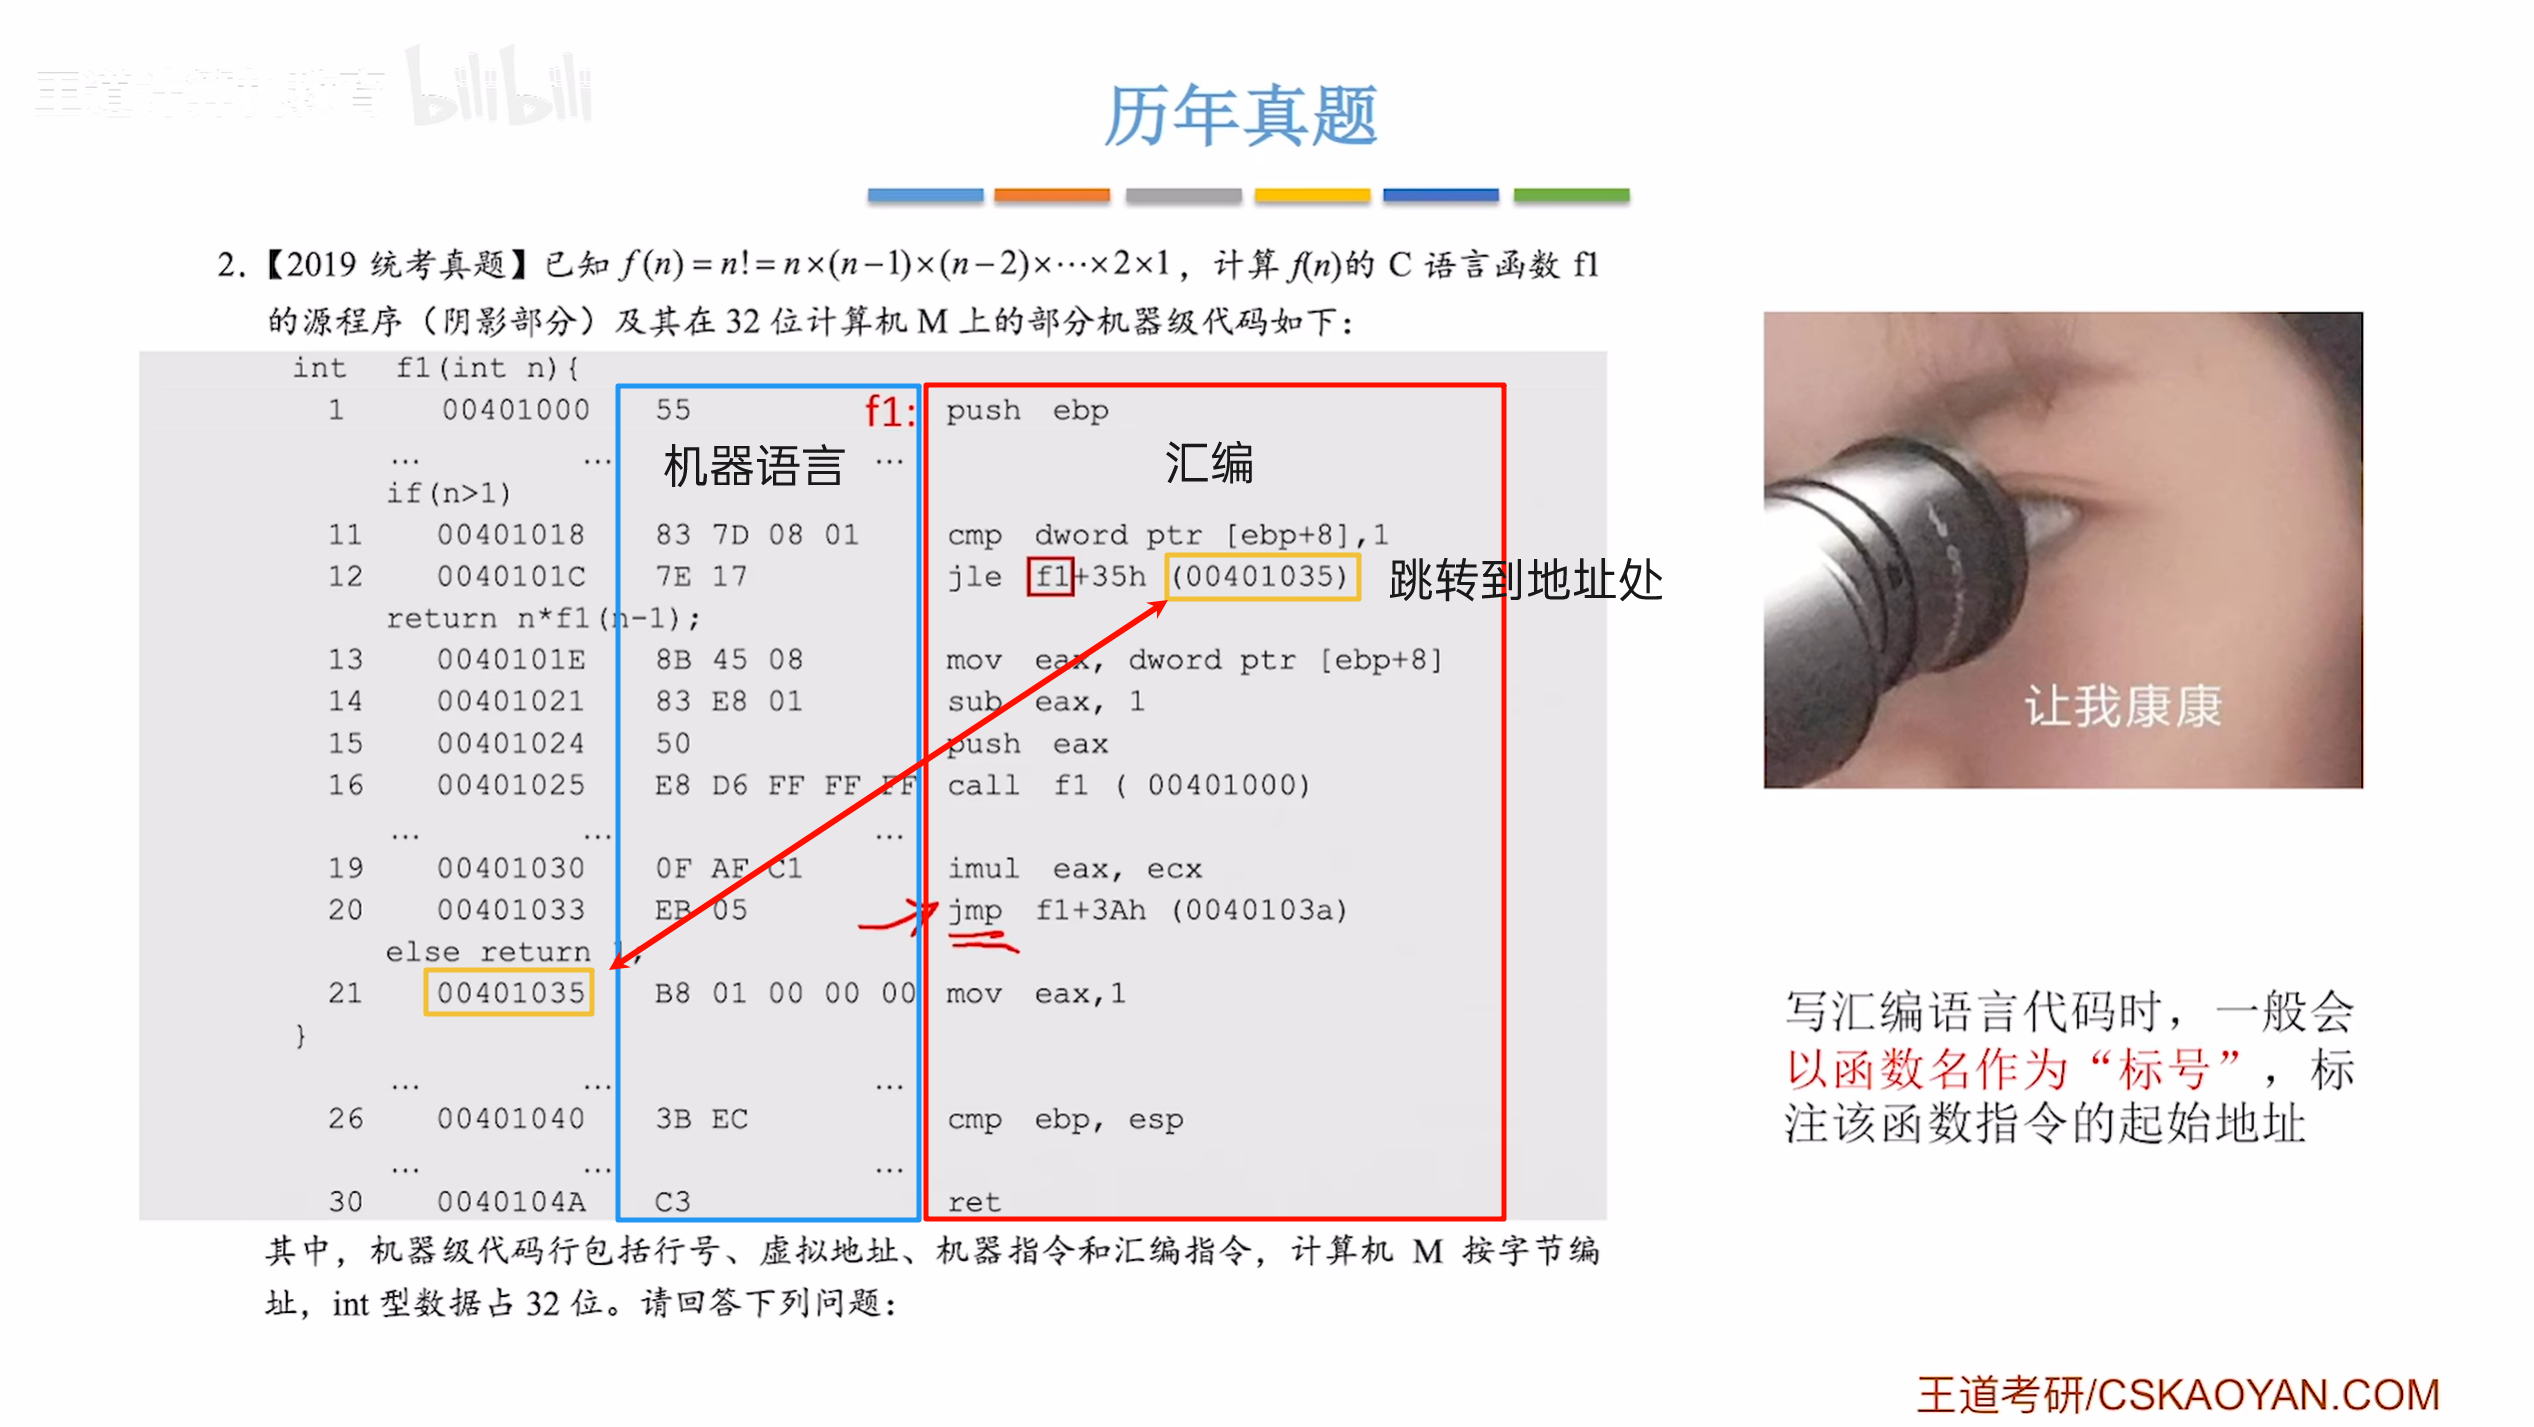 王道计算机教育 bilibili
历年真题
2.【2019 统考真题】已知 f(n)=n!=n×(n−1)×(n−2)×⋯×2×1，计算 f(n)的 C 语言函数 f1
的源程序（阴影部分）及其在 32 位计算机 M 上的部分机器级代码如下：
int f1(int n){
1 00401000 55 f1: push ebp
… … 机器语言 … 汇编
if(n>1)
11 00401018 83 7D 08 01 cmp dword ptr [ebp+8],1
12 0040101C 7E 17 jle f1+35h (00401035) 跳转到地址处
return n*f1(n-1);
13 0040101E 8B 45 08 mov eax, dword ptr [ebp+8]
14 00401021 83 E8 01 sub eax, 1
15 00401024 50 push eax
16 00401025 E8 D6 FF FF FF call f1 ( 00401000)
… … …
19 00401030 0F AF C1 imul eax, ecx
20 00401033 EB 05 jmp f1+3Ah (0040103a)
else return 1;
21 00401035 B8 01 00 00 00 mov eax,1
}
… … …
26 00401040 3B EC cmp ebp, esp
… … …
30 0040104A C3 ret
其中，机器级代码行包括行号、虚拟地址、机器指令和汇编指令，计算机 M 按字节编
址，int 型数据占 32 位。请回答下列问题：
让我康康
写汇编语言代码时，一般会
以函数名作为“标号”，标
注该函数指令的起始地址
王道考研/CSKAOYAN.COM